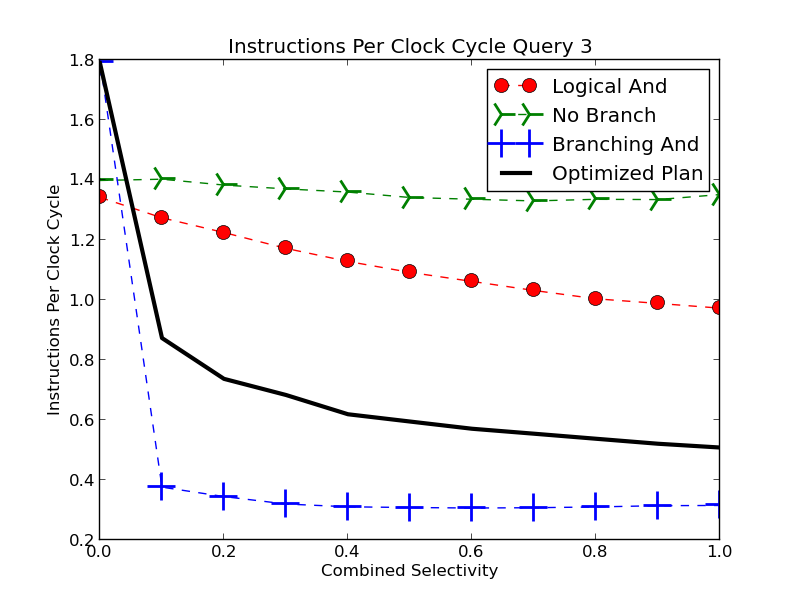 Instructions Per Clock Cycle Query 3
Instructions Per Clock Cycle
1.8
1.6
1.4
1.2
1.0
0.8
0.6
0.4
0.2
Logical And
No Branch
Branching And
Optimized Plan
0.0 0.2 0.4 0.6 0.8 1.0
Combined Selectivity